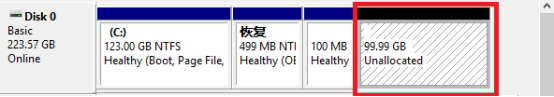 Disk 0
Basic
223.57 GB
Online
(C:)
123.00 GB NTFS
Healthy (Boot, Page File,
恢复
499 MB NTI
Healthy (OE
100 MB
Healthy
99.99 GB
Unallocated